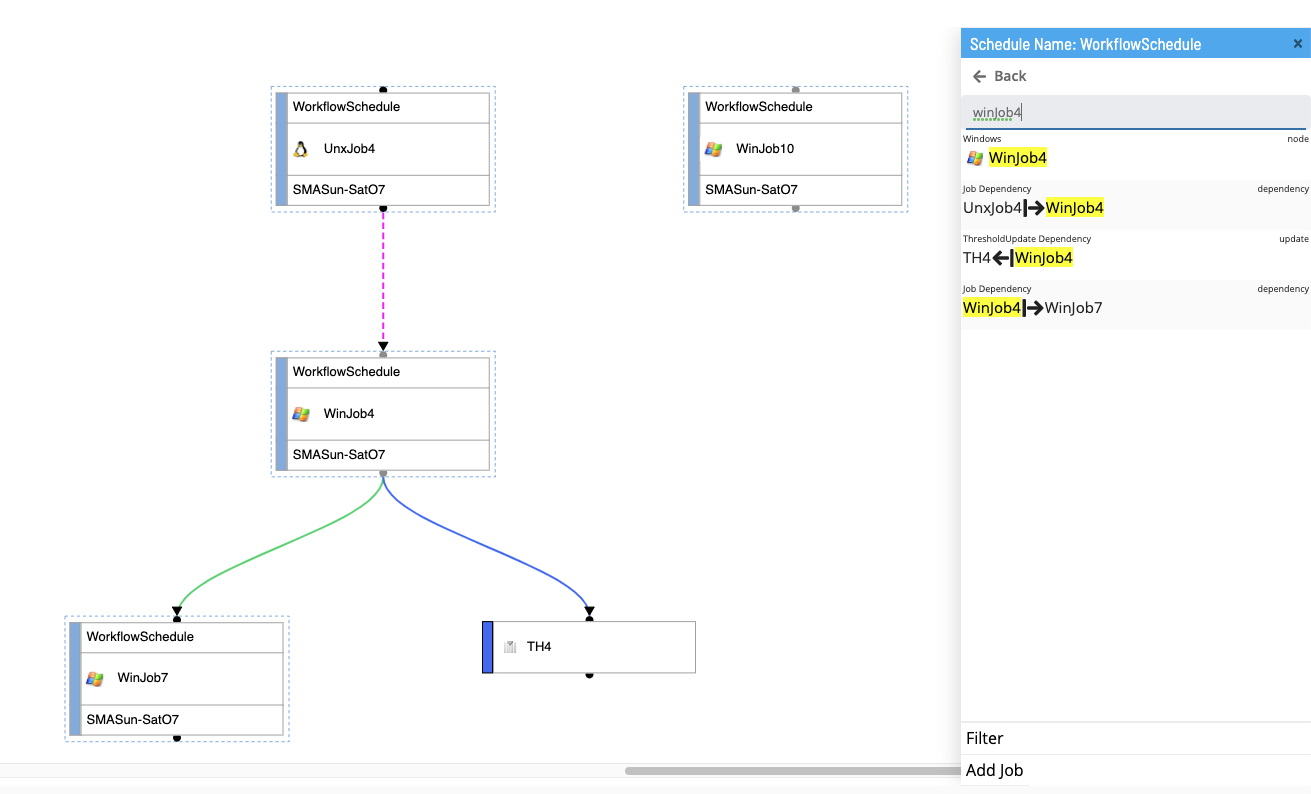 Schedule Name: WorkflowSchedule ×
Back
winJob4
Windows node
WinJob4
Job Dependency dependency
UnxJob4 WinJob4
ThresholdUpdate Dependency update
TH4 WinJob4
Job Dependency dependency
WinJob4 WinJob7
Filter
Add Job
WorkflowSchedule
UnxJob4
SMASun-SatO7
WorkflowSchedule
WinJob10
SMASun-SatO7
WorkflowSchedule
WinJob4
SMASun-SatO7
WorkflowSchedule
WinJob7
SMASun-SatO7
TH4